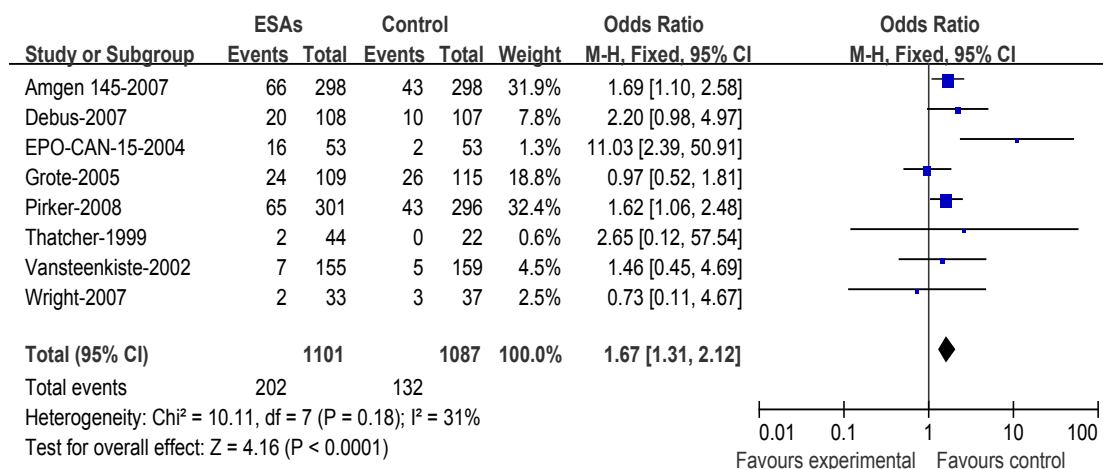 ESAs Control Odds Ratio Odds Ratio
Study or Subgroup Events Total Events Total Weight M-H, Fixed, 95% CI M-H, Fixed, 95% CI
Amgen 145-2007 66 298 43 298 31.9% 1.69 [1.10, 2.58]
Debus-2007 20 108 10 107 7.8% 2.20 [0.98, 4.97]
EPO-CAN-15-2004 16 53 2 53 1.3% 11.03 [2.39, 50.91]
Grote-2005 24 109 26 115 18.8% 0.97 [0.52, 1.81]
Pirker-2008 65 301 43 296 32.4% 1.62 [1.06, 2.48]
Thatcher-1999 2 44 0 22 0.6% 2.65 [0.12, 57.54]
Vansteenkiste-2002 7 155 5 159 4.5% 1.46 [0.45, 4.69]
Wright-2007 2 33 3 37 2.5% 0.73 [0.11, 4.67]
Total (95% CI) 1101 1087 100.0% 1.67 [1.31, 2.12]
Total events 202 132
Heterogeneity: Chi² = 10.11, df = 7 (P = 0.18); I² = 31%
Test for overall effect: Z = 4.16 (P < 0.0001)
0.01 0.1 1 10 100
Favours experimental Favours control